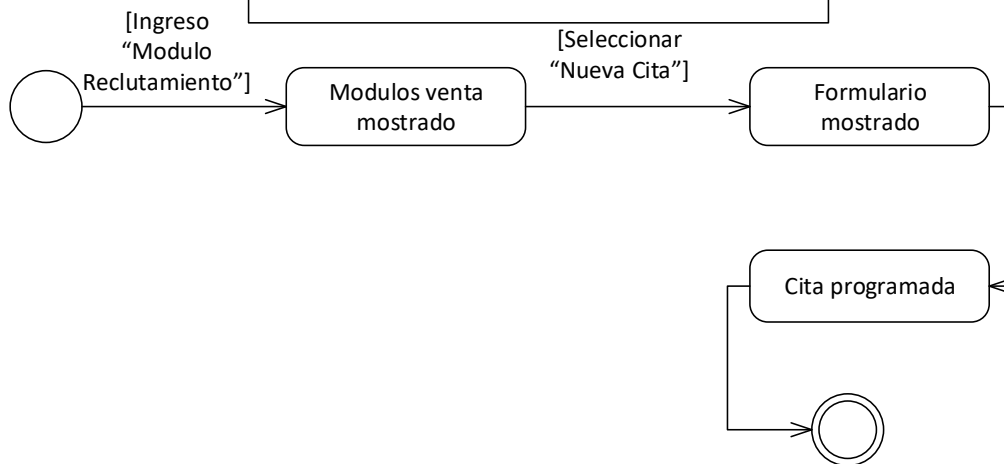 [Ingreso
“Modulo
Reclutamiento”]
Modulos venta
mostrado
[Seleccionar
“Nueva Cita”]
Formulario
mostrado
Cita programada